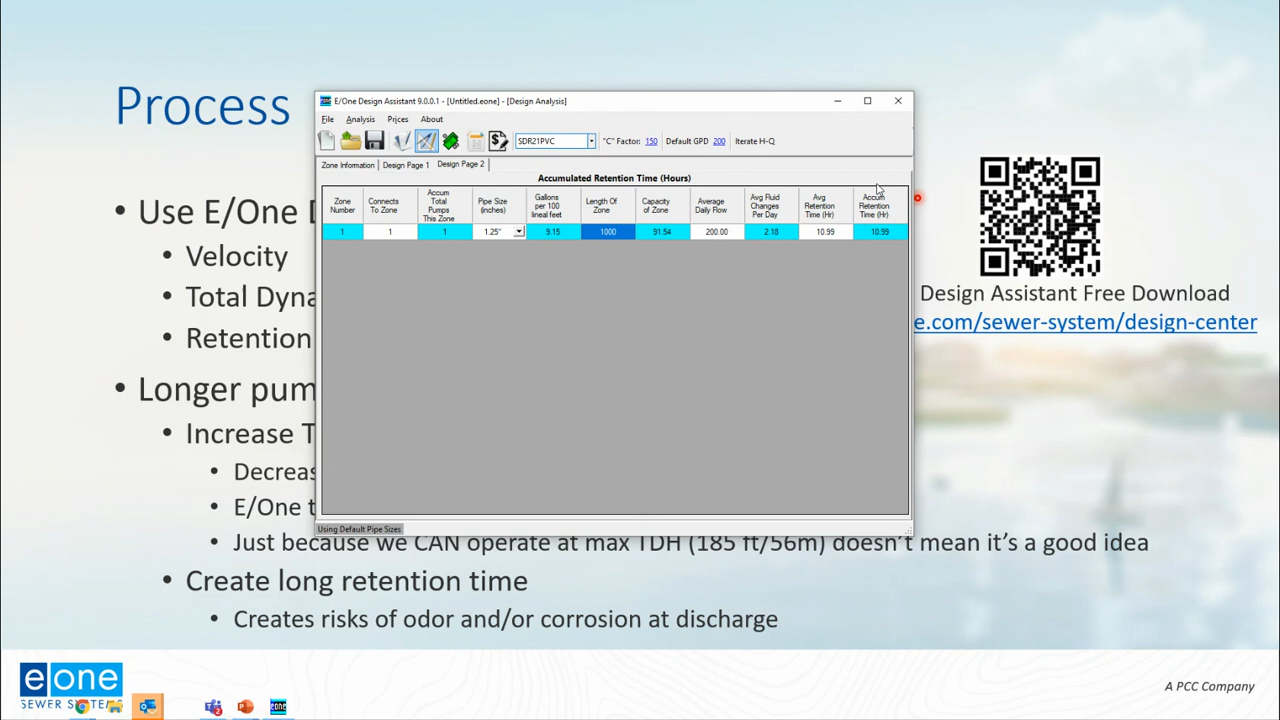 Process
E/One Design Assistant 9.0.0.1 - [Untitled.eone] - [Design Analysis]
File Analysis Prices About
SDR21PVC "C" Factor: 150 Default GPD 200 Iterate H-Q
Zone Information Design Page 1 Design Page 2
Accumulated Retention Time (Hours)
Zone Number Connects To Zone Accum Total Pumps This Zone Pipe Size (inches) Gallons per 100 lineal feet Length Of Zone Capacity of Zone Average Daily Flow Avg Fluid Changes Per Day Avg Retention Time (Hr) Accum Retention Time (Hr)
1 1 1 1.25" 9.15 1000 91.54 200.00 2.18 10.99 10.99
Using Default Pipe Sizes
• Use E/One
• Velocity
• Total Dyna
• Retention
• Longer pum
• Increase T
• Decreas
• E/One t
• Just because we CAN operate at max TDH (185 ft/56m) doesn't mean it's a good idea
• Create long retention time
• Creates risks of odor and/or corrosion at discharge
Design Assistant Free Download
e.com/sewer-system/design-center
eone
SEWER SYSTEMS
A PCC Company